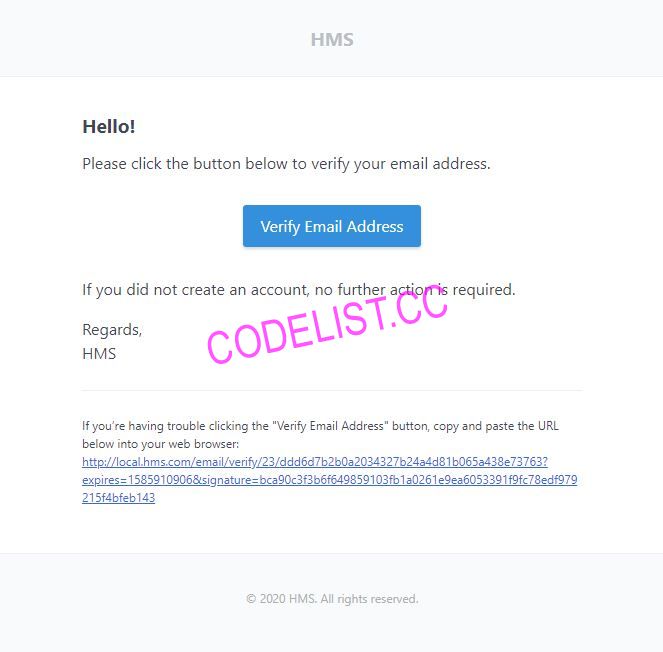 HMS
Hello!
Please click the button below to verify your email address.
Verify Email Address
If you did not create an account, no further action is required.
Regards,
HMS
CODELIST.CC
If you’re having trouble clicking the "Verify Email Address" button, copy and paste the URL
below into your web browser:
http://local.hms.com/email/verify/23/ddd6d7b2b0a2034327b24a4d81b065a438e73763?
expires=1585910906&signature=bca90c3f3b6f649859103fb1a0261e9ea6053391f9fc78edf979
215f4bfeb143
© 2020 HMS. All rights reserved.